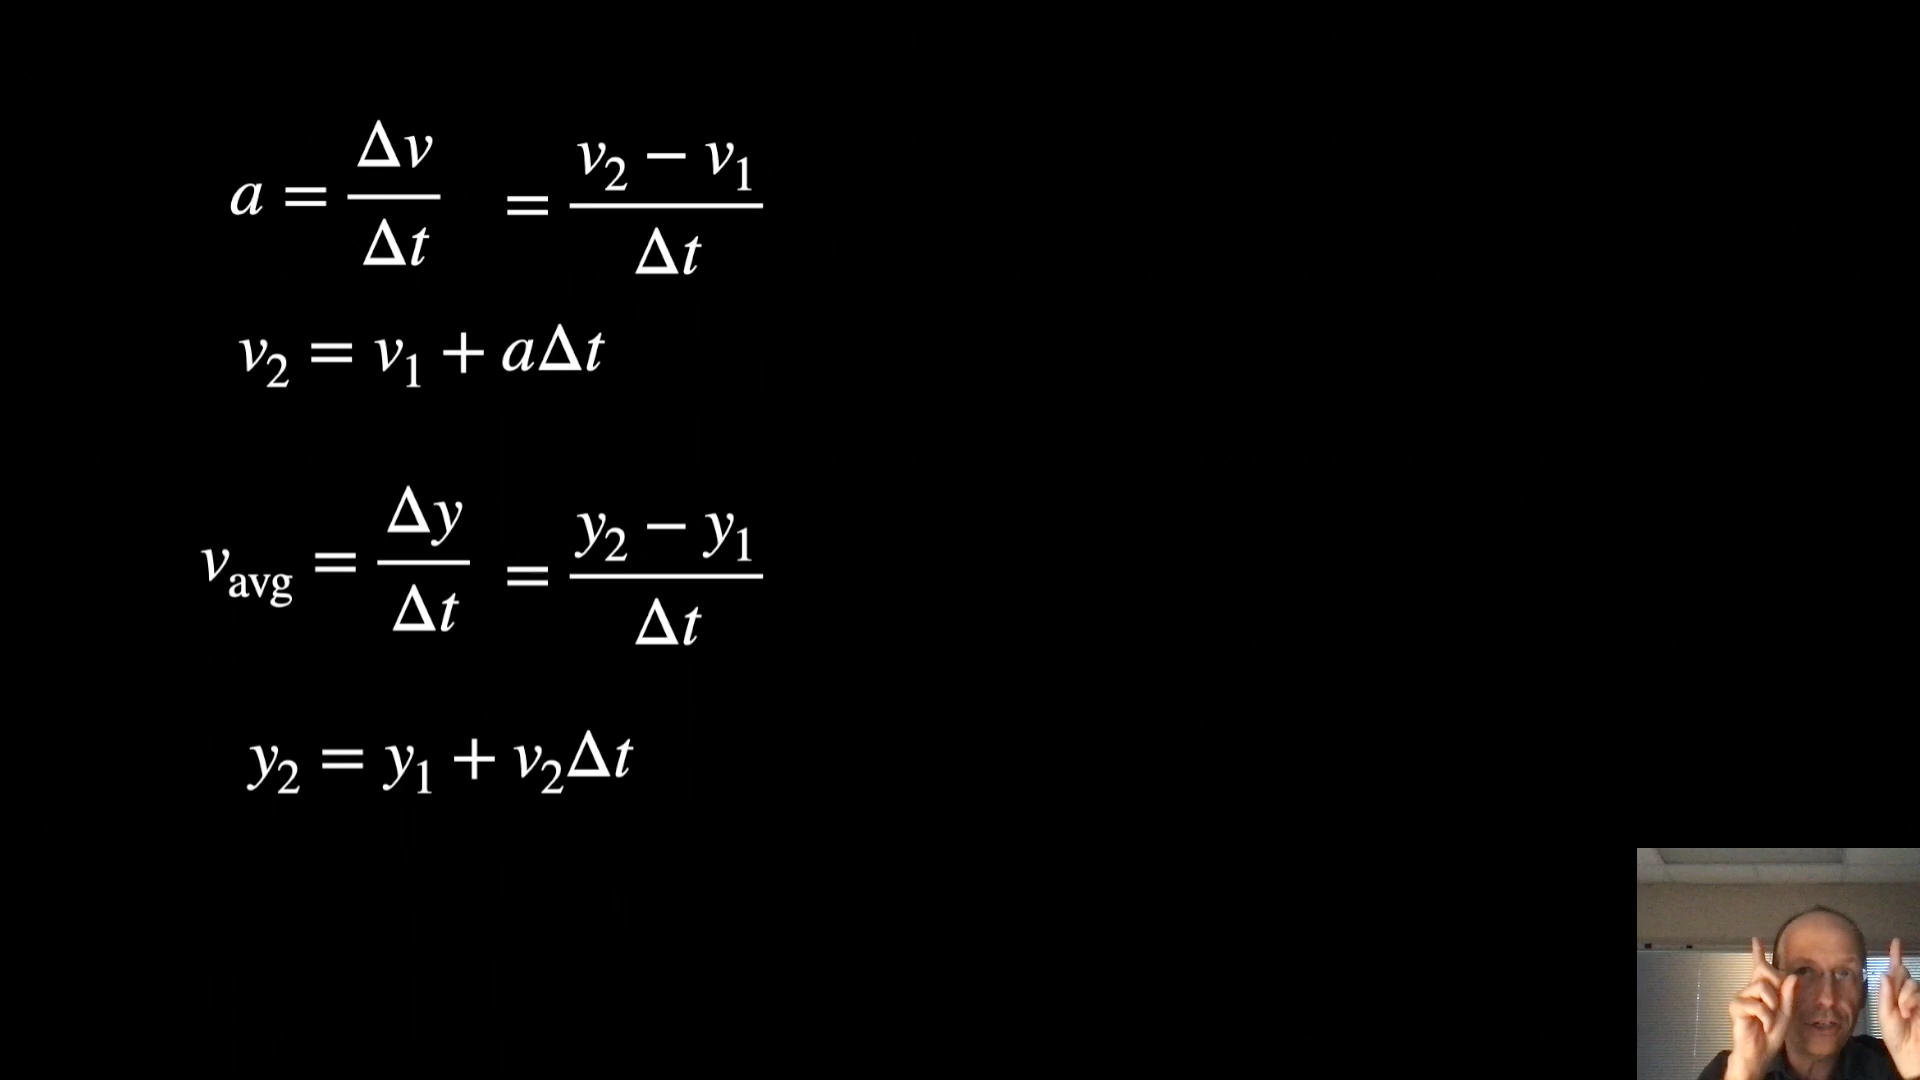 a = Δv/Δt = (v₂ − v₁)/Δt
v₂ = v₁ + aΔt
v_avg = Δy/Δt = (y₂ − y₁)/Δt
y₂ = y₁ + v₂Δt